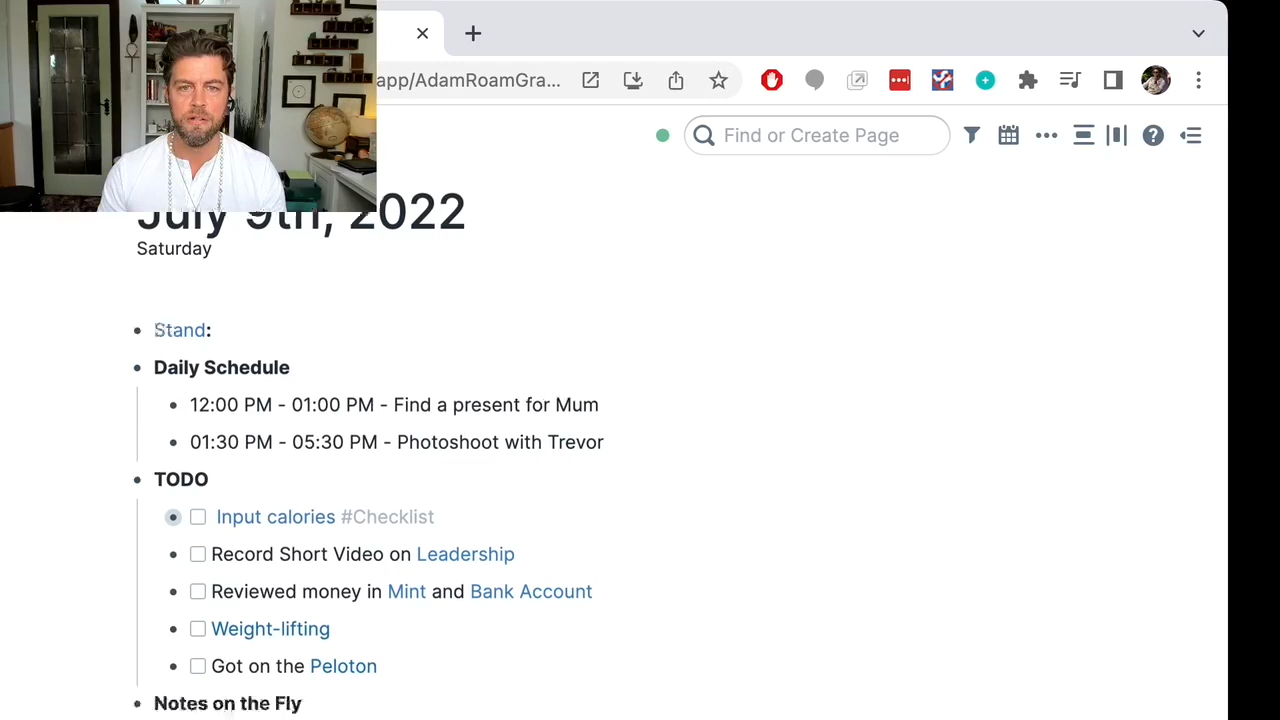 app/AdamRoamGra...
Find or Create Page
July 9th, 2022
Saturday
Stand:
Daily Schedule
12:00 PM - 01:00 PM - Find a present for Mum
01:30 PM - 05:30 PM - Photoshoot with Trevor
TODO
Input calories #Checklist
Record Short Video on Leadership
Reviewed money in Mint and Bank Account
Weight-lifting
Got on the Peloton
Notes on the Fly